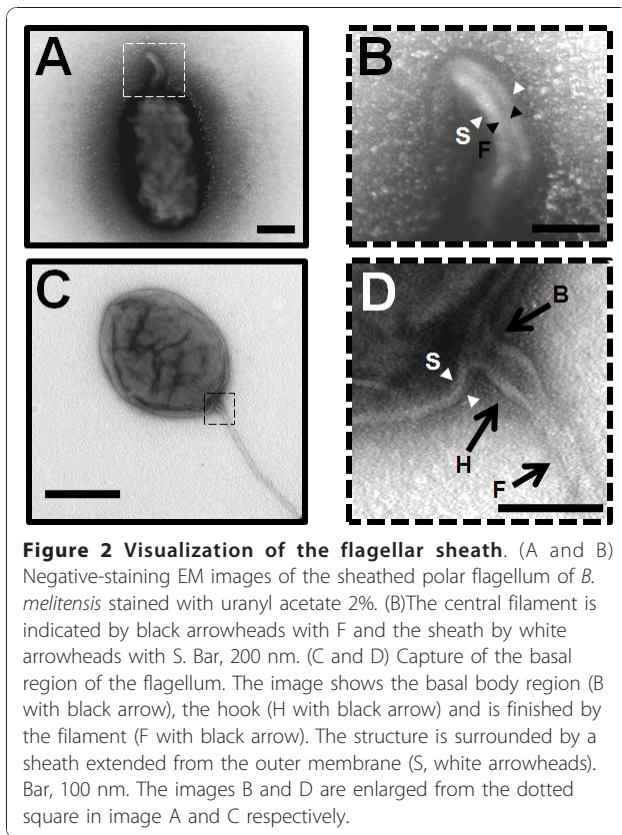 A
B
S
F
C
D
B
S
H
F
Figure 2 Visualization of the flagellar sheath. (A and B)
Negative-staining EM images of the sheathed polar flagellum of B.
melitensis stained with uranyl acetate 2%. (B)The central filament is
indicated by black arrowheads with F and the sheath by white
arrowheads with S. Bar, 200 nm. (C and D) Capture of the basal
region of the flagellum. The image shows the basal body region (B
with black arrow), the hook (H with black arrow) and is finished by
the filament (F with black arrow). The structure is surrounded by a
sheath extended from the outer membrane (S, white arrowheads).
Bar, 100 nm. The images B and D are enlarged from the dotted
square in image A and C respectively.